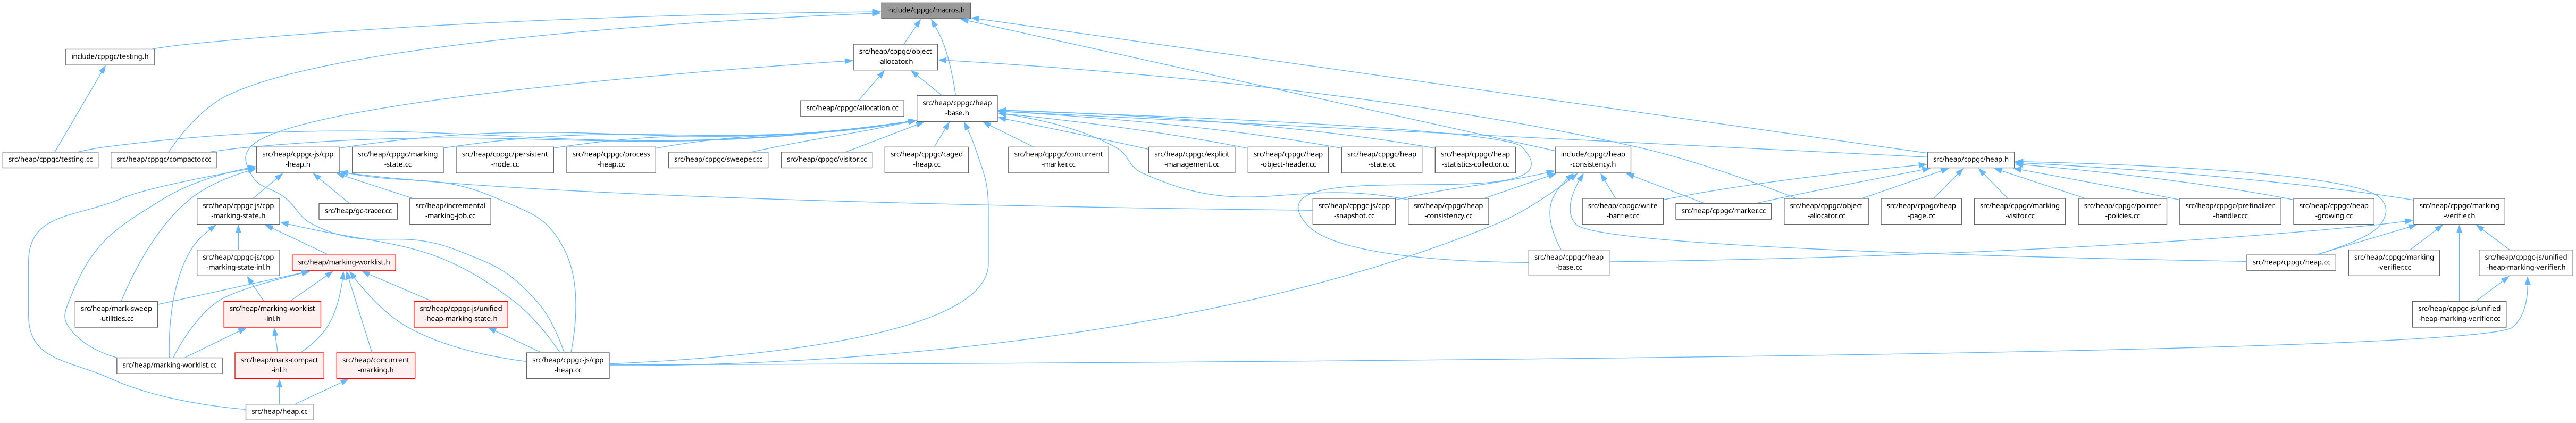 include/cppgc/macros.h
include/cppgc/testing.h
src/heap/cppgc/object
-allocator.h
src/heap/cppgc/allocation.cc
src/heap/cppgc/heap
-base.h
src/heap/cppgc/testing.cc
src/heap/cppgc/compactor.cc
src/heap/cppgc-js/cpp
-heap.h
src/heap/cppgc/marking
-state.cc
src/heap/cppgc/persistent
-node.cc
src/heap/cppgc/process
-heap.cc
src/heap/cppgc/sweeper.cc
src/heap/cppgc/visitor.cc
src/heap/cppgc/caged
-heap.cc
src/heap/cppgc/concurrent
-marker.cc
src/heap/cppgc/explicit
-management.cc
src/heap/cppgc/heap
-object-header.cc
src/heap/cppgc/heap
-state.cc
src/heap/cppgc/heap
-statistics-collector.cc
include/cppgc/heap
-consistency.h
src/heap/cppgc/heap.h
src/heap/cppgc-js/cpp
-marking-state.h
src/heap/gc-tracer.cc
src/heap/incremental
-marking-job.cc
src/heap/cppgc-js/cpp
-snapshot.cc
src/heap/cppgc/heap
-consistency.cc
src/heap/cppgc/write
-barrier.cc
src/heap/cppgc/marker.cc
src/heap/cppgc/object
-allocator.cc
src/heap/cppgc/heap
-page.cc
src/heap/cppgc/marking
-visitor.cc
src/heap/cppgc/pointer
-policies.cc
src/heap/cppgc/prefinalizer
-handler.cc
src/heap/cppgc/heap
-growing.cc
src/heap/cppgc/marking
-verifier.h
src/heap/cppgc-js/cpp
-marking-state-inl.h
src/heap/marking-worklist.h
src/heap/cppgc/heap
-base.cc
src/heap/cppgc/heap.cc
src/heap/cppgc/marking
-verifier.cc
src/heap/cppgc-js/unified
-heap-marking-verifier.h
src/heap/mark-sweep
-utilities.cc
src/heap/marking-worklist
-inl.h
src/heap/cppgc-js/unified
-heap-marking-state.h
src/heap/cppgc-js/unified
-heap-marking-verifier.cc
src/heap/marking-worklist.cc
src/heap/mark-compact
-inl.h
src/heap/concurrent
-marking.h
src/heap/cppgc-js/cpp
-heap.cc
src/heap/heap.cc